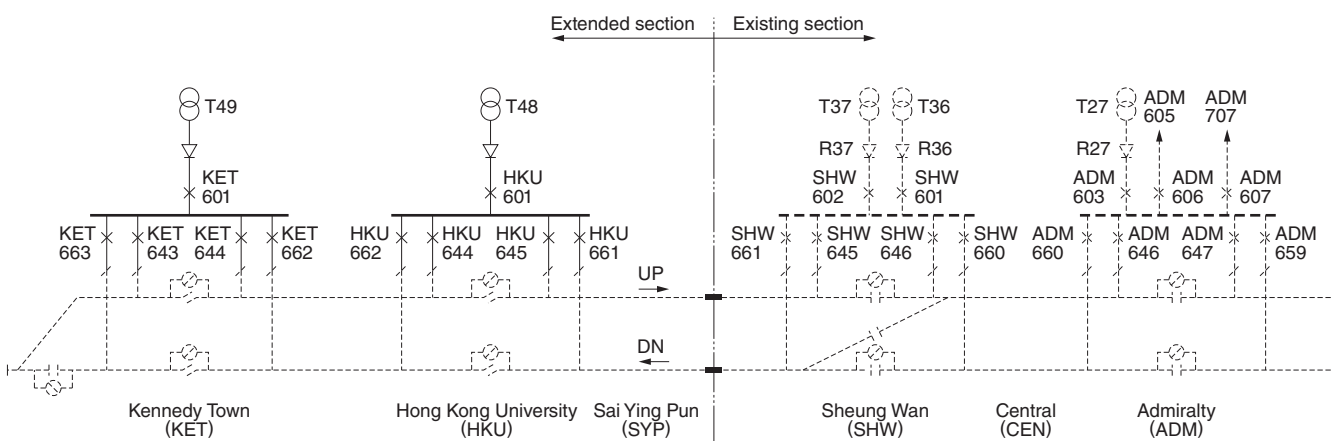 Extended section
Existing section
T49
T48
T37
T36
T27
ADM
605
ADM
707
R37
R36
R27
KET
601
HKU
601
SHW
602
SHW
601
ADM
603
ADM
606
ADM
607
KET
663
KET
643
KET
644
KET
662
HKU
662
HKU
644
HKU
645
HKU
661
SHW
661
SHW
645
SHW
646
SHW
660
ADM
660
ADM
646
ADM
647
ADM
659
UP
DN
Kennedy Town
(KET)
Hong Kong University
(HKU)
Sai Ying Pun
(SYP)
Sheung Wan
(SHW)
Central
(CEN)
Admiralty
(ADM)